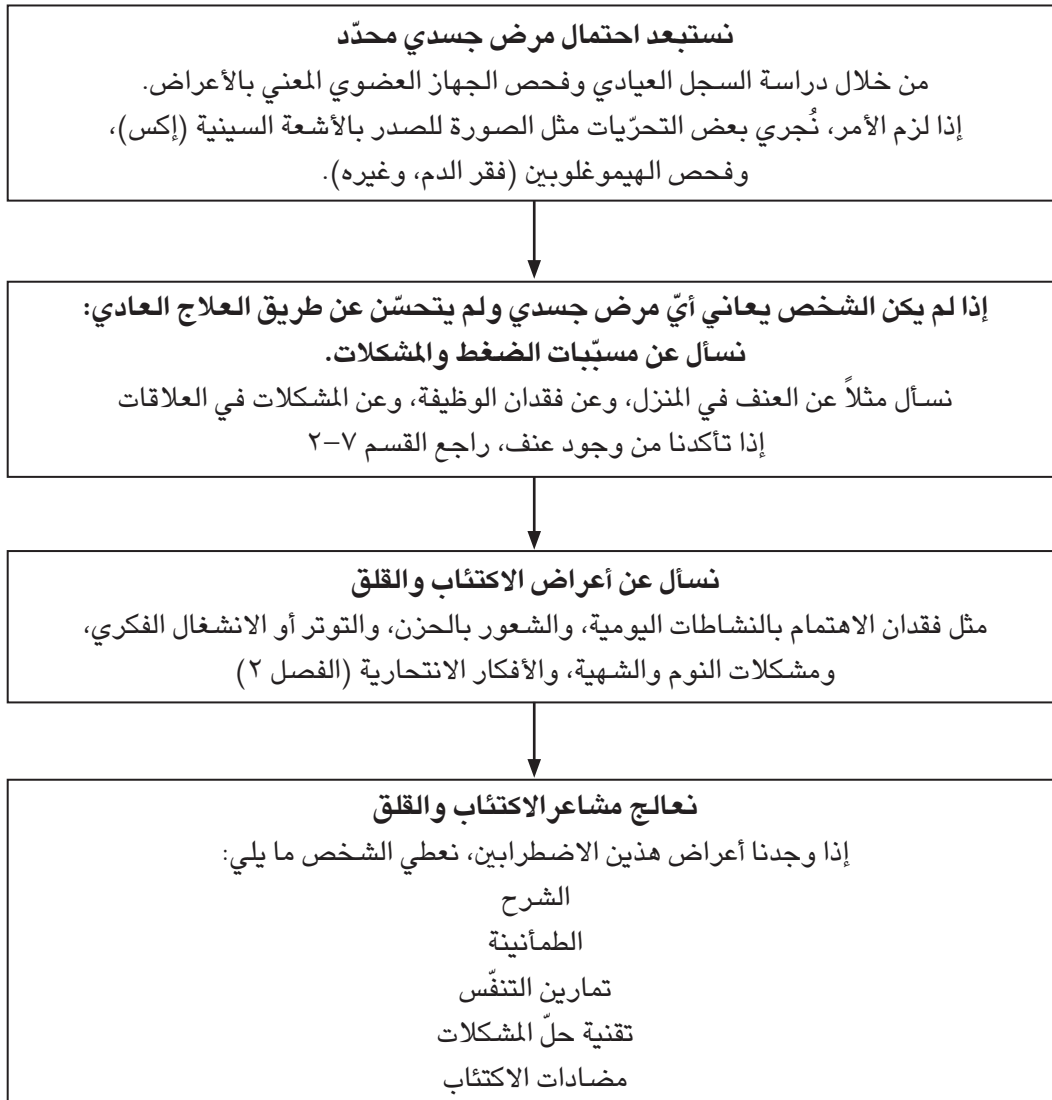 نستبعد احتمال مرض جسدي محدّد
من خلال دراسة السجل العيادي وفحص الجهاز العضوي المعني بالأعراض.
إذا لزم الأمر، نُجري بعض التحرّيات مثل الصورة للصدر بالأشعة السينية (إكس)،
وفحص الهيموغلوبين (فقر الدم، وغيره).
إذا لم يكن الشخص يعاني أيّ مرض جسدي ولم يتحسّن عن طريق العلاج العادي:
نسأل عن مسبّبات الضغط والمشكلات.
نسأل مثلاً عن العنف في المنزل، وعن فقدان الوظيفة، وعن المشكلات في العلاقات
إذا تأكدنا من وجود عنف، راجع القسم ٧–٢
نسأل عن أعراض الاكتئاب والقلق
مثل فقدان الاهتمام بالنشاطات اليومية، والشعور بالحزن، والتوتر أو الانشغال الفكري،
ومشكلات النوم والشهية، والأفكار الانتحارية (الفصل ٢)
نعالج مشاعر الاكتئاب والقلق
إذا وجدنا أعراض هذين الاضطرابين، نعطي الشخص ما يلي:
الشرح
الطمأنينة
تمارين التنفّس
تقنية حلّ المشكلات
مضادات الاكتئاب